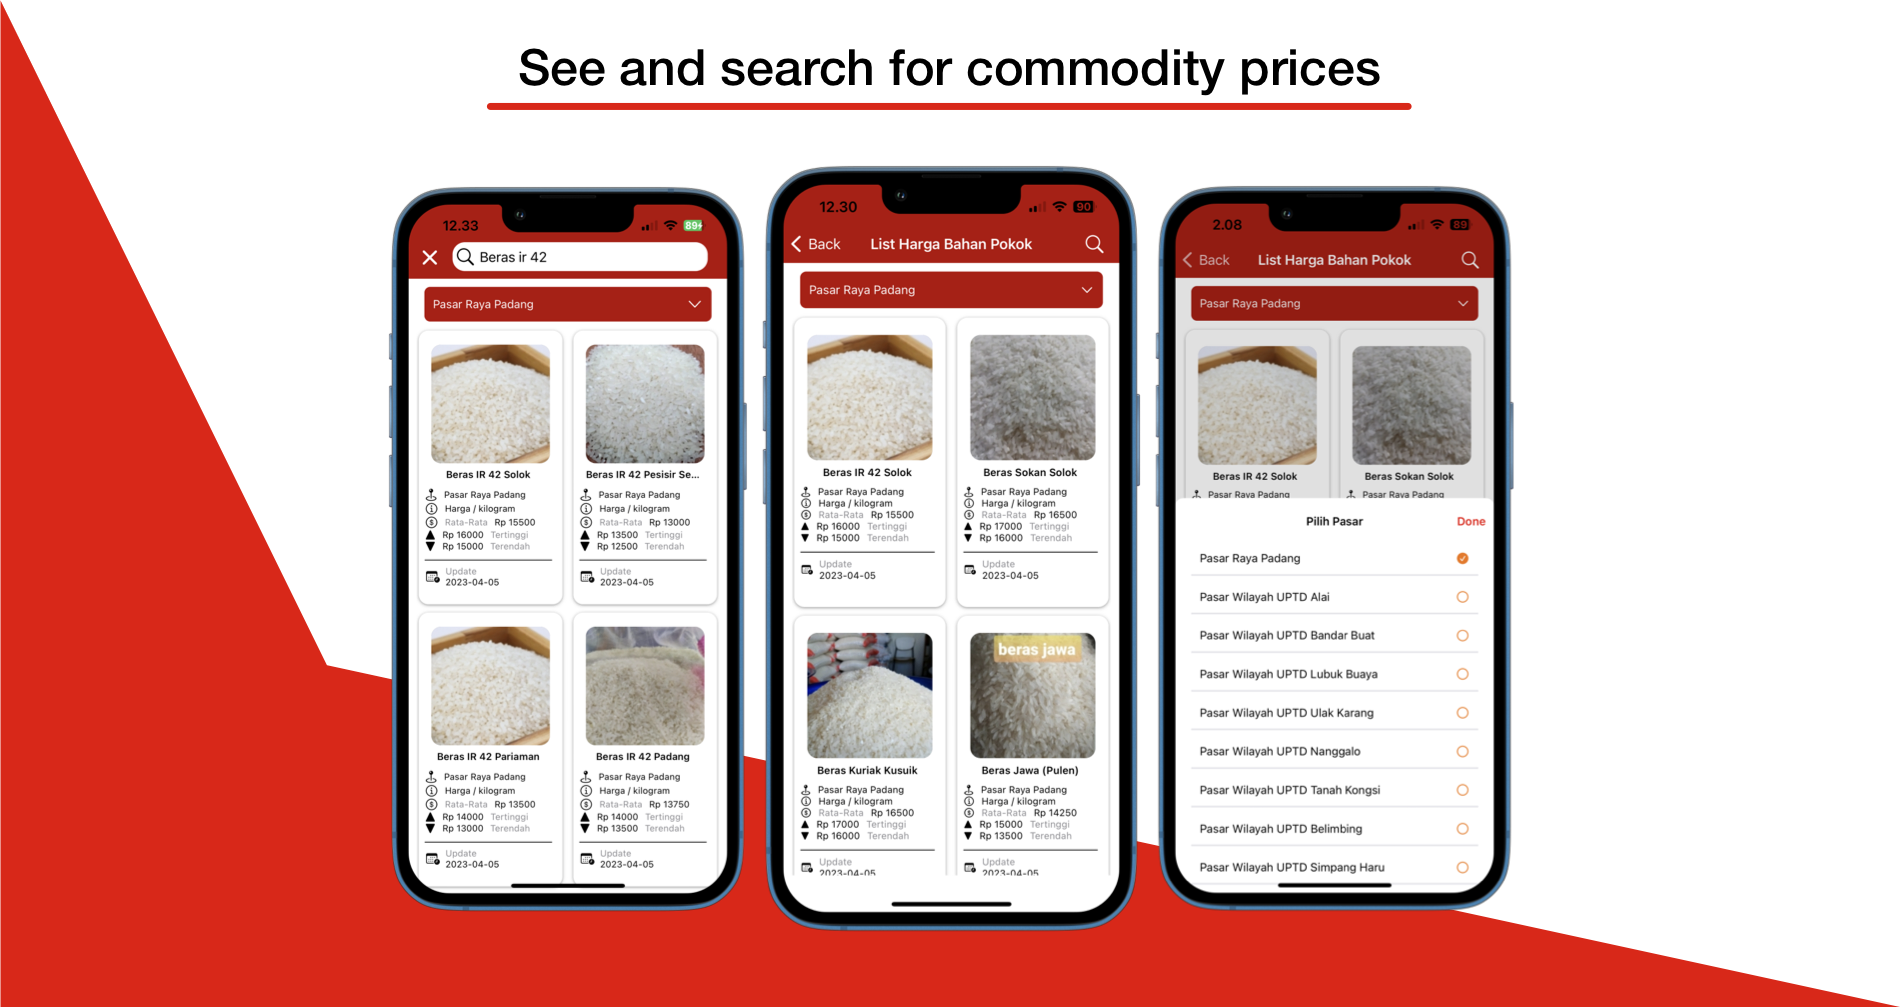 See and search for commodity prices
12.33
89+
Beras ir 42
Pasar Raya Padang
Beras IR 42 Solok
Pasar Raya Padang
Harga / kilogram
Rata-Rata Rp 15500
Rp 16000 Tertinggi
Rp 15000 Terendah
Update
2023-04-05
Beras IR 42 Pesisir Se...
Pasar Raya Padang
Harga / kilogram
Rata-Rata Rp 13000
Rp 13500 Tertinggi
Rp 12500 Terendah
Update
2023-04-05
Beras IR 42 Pariaman
Pasar Raya Padang
Harga / kilogram
Rata-Rata Rp 13500
Rp 14000 Tertinggi
Rp 13000 Terendah
Update
2023-04-05
Beras IR 42 Padang
Pasar Raya Padang
Harga / kilogram
Rata-Rata Rp 13750
Rp 14000 Tertinggi
Rp 13500 Terendah
Update
2023-04-05
12.30
90
Back List Harga Bahan Pokok
Pasar Raya Padang
Beras IR 42 Solok
Pasar Raya Padang
Harga / kilogram
Rata-Rata Rp 15500
Rp 16000 Tertinggi
Rp 15000 Terendah
Update
2023-04-05
Beras Sokan Solok
Pasar Raya Padang
Harga / kilogram
Rata-Rata Rp 16500
Rp 17000 Tertinggi
Rp 16000 Terendah
Update
2023-04-05
Beras Kuriak Kusuik
Pasar Raya Padang
Harga / kilogram
Rata-Rata Rp 16500
Rp 17000 Tertinggi
Rp 16000 Terendah
Update
2023-04-05
beras jawa
Beras Jawa (Pulen)
Pasar Raya Padang
Harga / kilogram
Rata-Rata Rp 14250
Rp 15000 Tertinggi
Rp 13500 Terendah
Update
2023-04-05
2.08
89
Back List Harga Bahan Pokok
Pasar Raya Padang
Beras IR 42 Solok
Pasar Raya Padang
Beras Sokan Solok
Pasar Raya Padang
Pilih Pasar Done
Pasar Raya Padang
Pasar Wilayah UPTD Alai
Pasar Wilayah UPTD Bandar Buat
Pasar Wilayah UPTD Lubuk Buaya
Pasar Wilayah UPTD Ulak Karang
Pasar Wilayah UPTD Nanggalo
Pasar Wilayah UPTD Tanah Kongsi
Pasar Wilayah UPTD Belimbing
Pasar Wilayah UPTD Simpang Haru